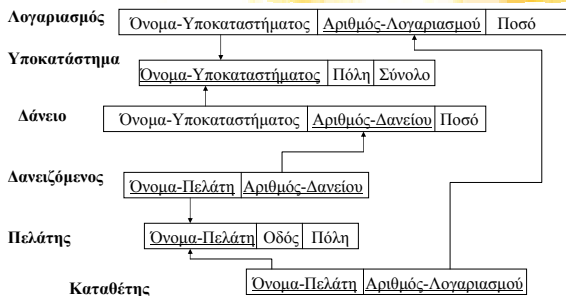 Λογαριασμός Όνομα-Υποκαταστήματος Αριθμός-Λογαριασμού Ποσό
Υποκατάστημα Όνομα-Υποκαταστήματος Πόλη Σύνολο
Δάνειο Όνομα-Υποκαταστήματος Αριθμός-Δανείου Ποσό
Δανειζόμενος Όνομα-Πελάτη Αριθμός-Δανείου
Πελάτης Όνομα-Πελάτη Οδός Πόλη
Καταθέτης Όνομα-Πελάτη Αριθμός-Λογαριασμού